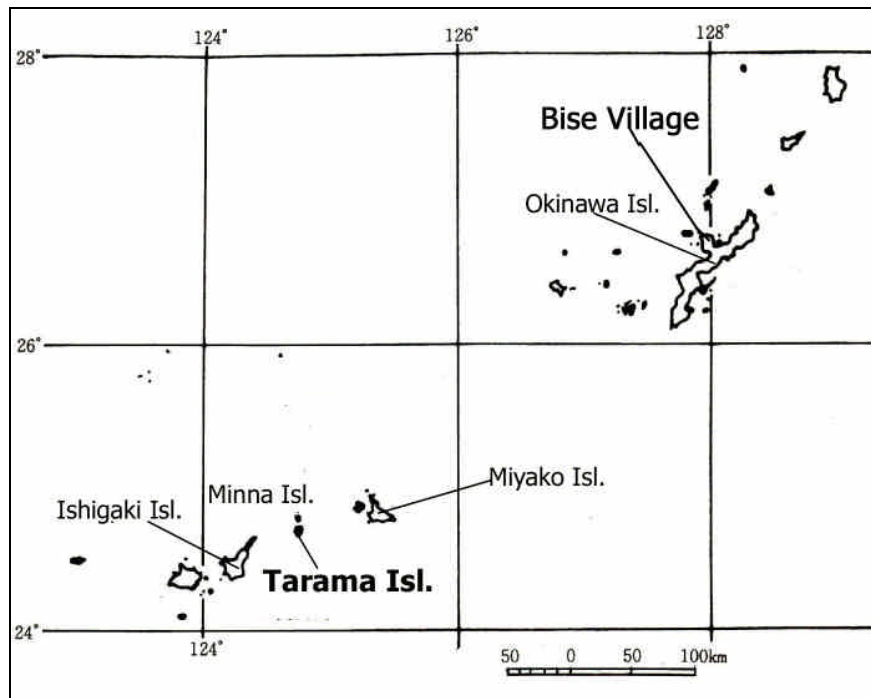 124°
126°
128°
28°
Bise Village
Okinawa Isl.
26°
Miyako Isl.
Minna Isl.
Ishigaki Isl.
Tarama Isl.
24°
124°
50 0 50 100km